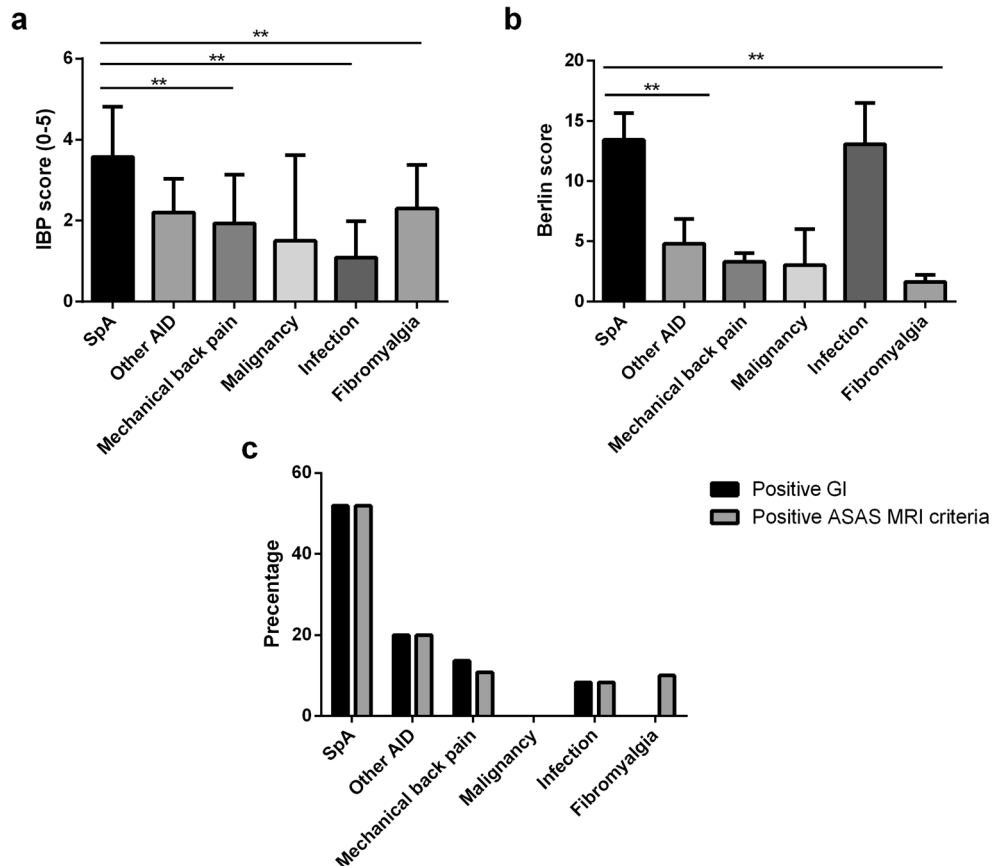 a
**
**
**
6
4
2
0
IBP score (0-5)
SpA
Other AID
Mechanical back pain
Malignancy
Infection
Fibromyalgia
b
**
**
20
15
10
5
0
Berlin score
SpA
Other AID
Mechanical back pain
Malignancy
Infection
Fibromyalgia
c
60
40
20
0
Precentage
SpA
Other AID
Mechanical back pain
Malignancy
Infection
Fibromyalgia
Positive GI
Positive ASAS MRI criteria